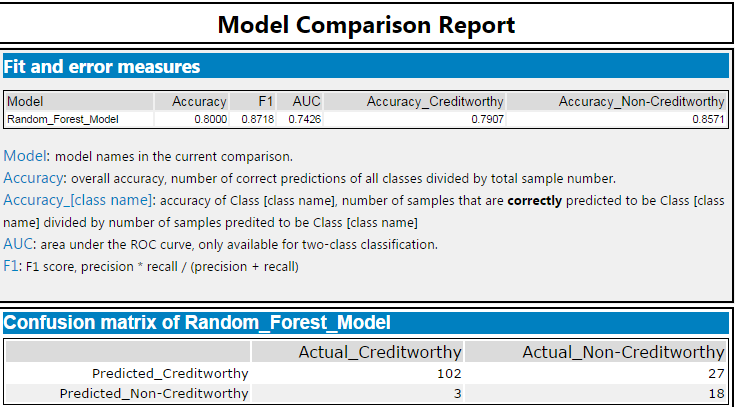 Model Comparison Report
Fit and error measures
Model Accuracy F1 AUC Accuracy_Creditworthy Accuracy_Non-Creditworthy
Random_Forest_Model 0.8000 0.8718 0.7426 0.7907 0.8571
Model: model names in the current comparison.
Accuracy: overall accuracy, number of correct predictions of all classes divided by total sample number.
Accuracy_[class name]: accuracy of Class [class name], number of samples that are correctly predicted to be Class [class
name] divided by number of samples predited to be Class [class name]
AUC: area under the ROC curve, only available for two-class classification.
F1: F1 score, precision * recall / (precision + recall)
Confusion matrix of Random_Forest_Model
Actual_Creditworthy Actual_Non-Creditworthy
Predicted_Creditworthy 102 27
Predicted_Non-Creditworthy 3 18